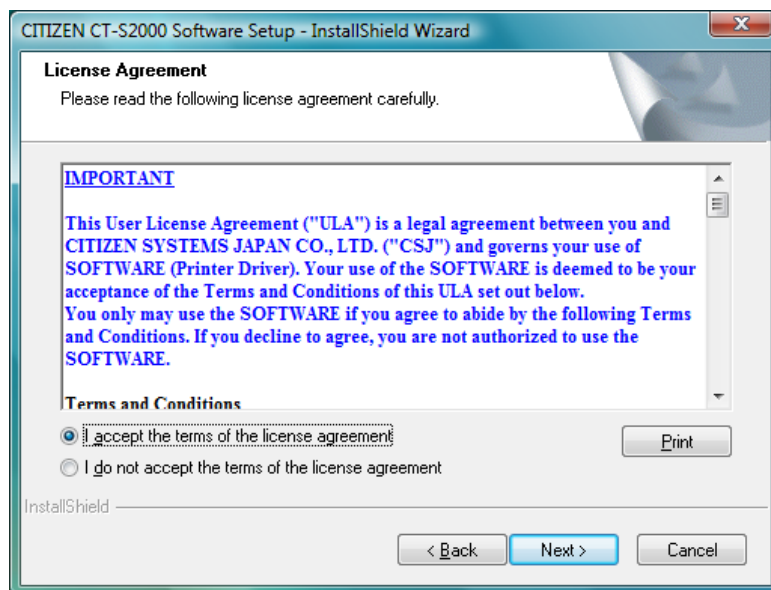 CITIZEN CT-S2000 Software Setup - InstallShield Wizard
License Agreement
Please read the following license agreement carefully.
IMPORTANT
This User License Agreement ("ULA") is a legal agreement between you and
CITIZEN SYSTEMS JAPAN CO., LTD. ("CSJ") and governs your use of
SOFTWARE (Printer Driver). Your use of the SOFTWARE is deemed to be your
acceptance of the Terms and Conditions of this ULA set out below.
You only may use the SOFTWARE if you agree to abide by the following Terms
and Conditions. If you decline to agree, you are not authorized to use the
SOFTWARE.
Terms and Conditions
I accept the terms of the license agreement
Print
I do not accept the terms of the license agreement
InstallShield
< Back
Next >
Cancel